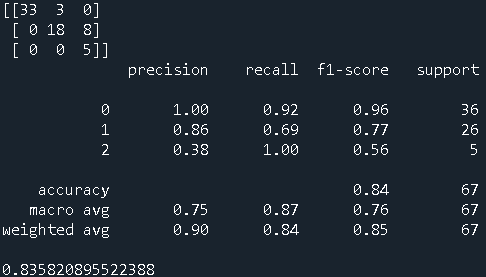 [[33 3 0]
[ 0 18 8]
[ 0 0 5]]
precision recall f1-score support
0 1.00 0.92 0.96 36
1 0.86 0.69 0.77 26
2 0.38 1.00 0.56 5
accuracy 0.84 67
macro avg 0.75 0.87 0.76 67
weighted avg 0.90 0.84 0.85 67
0.835820895522388